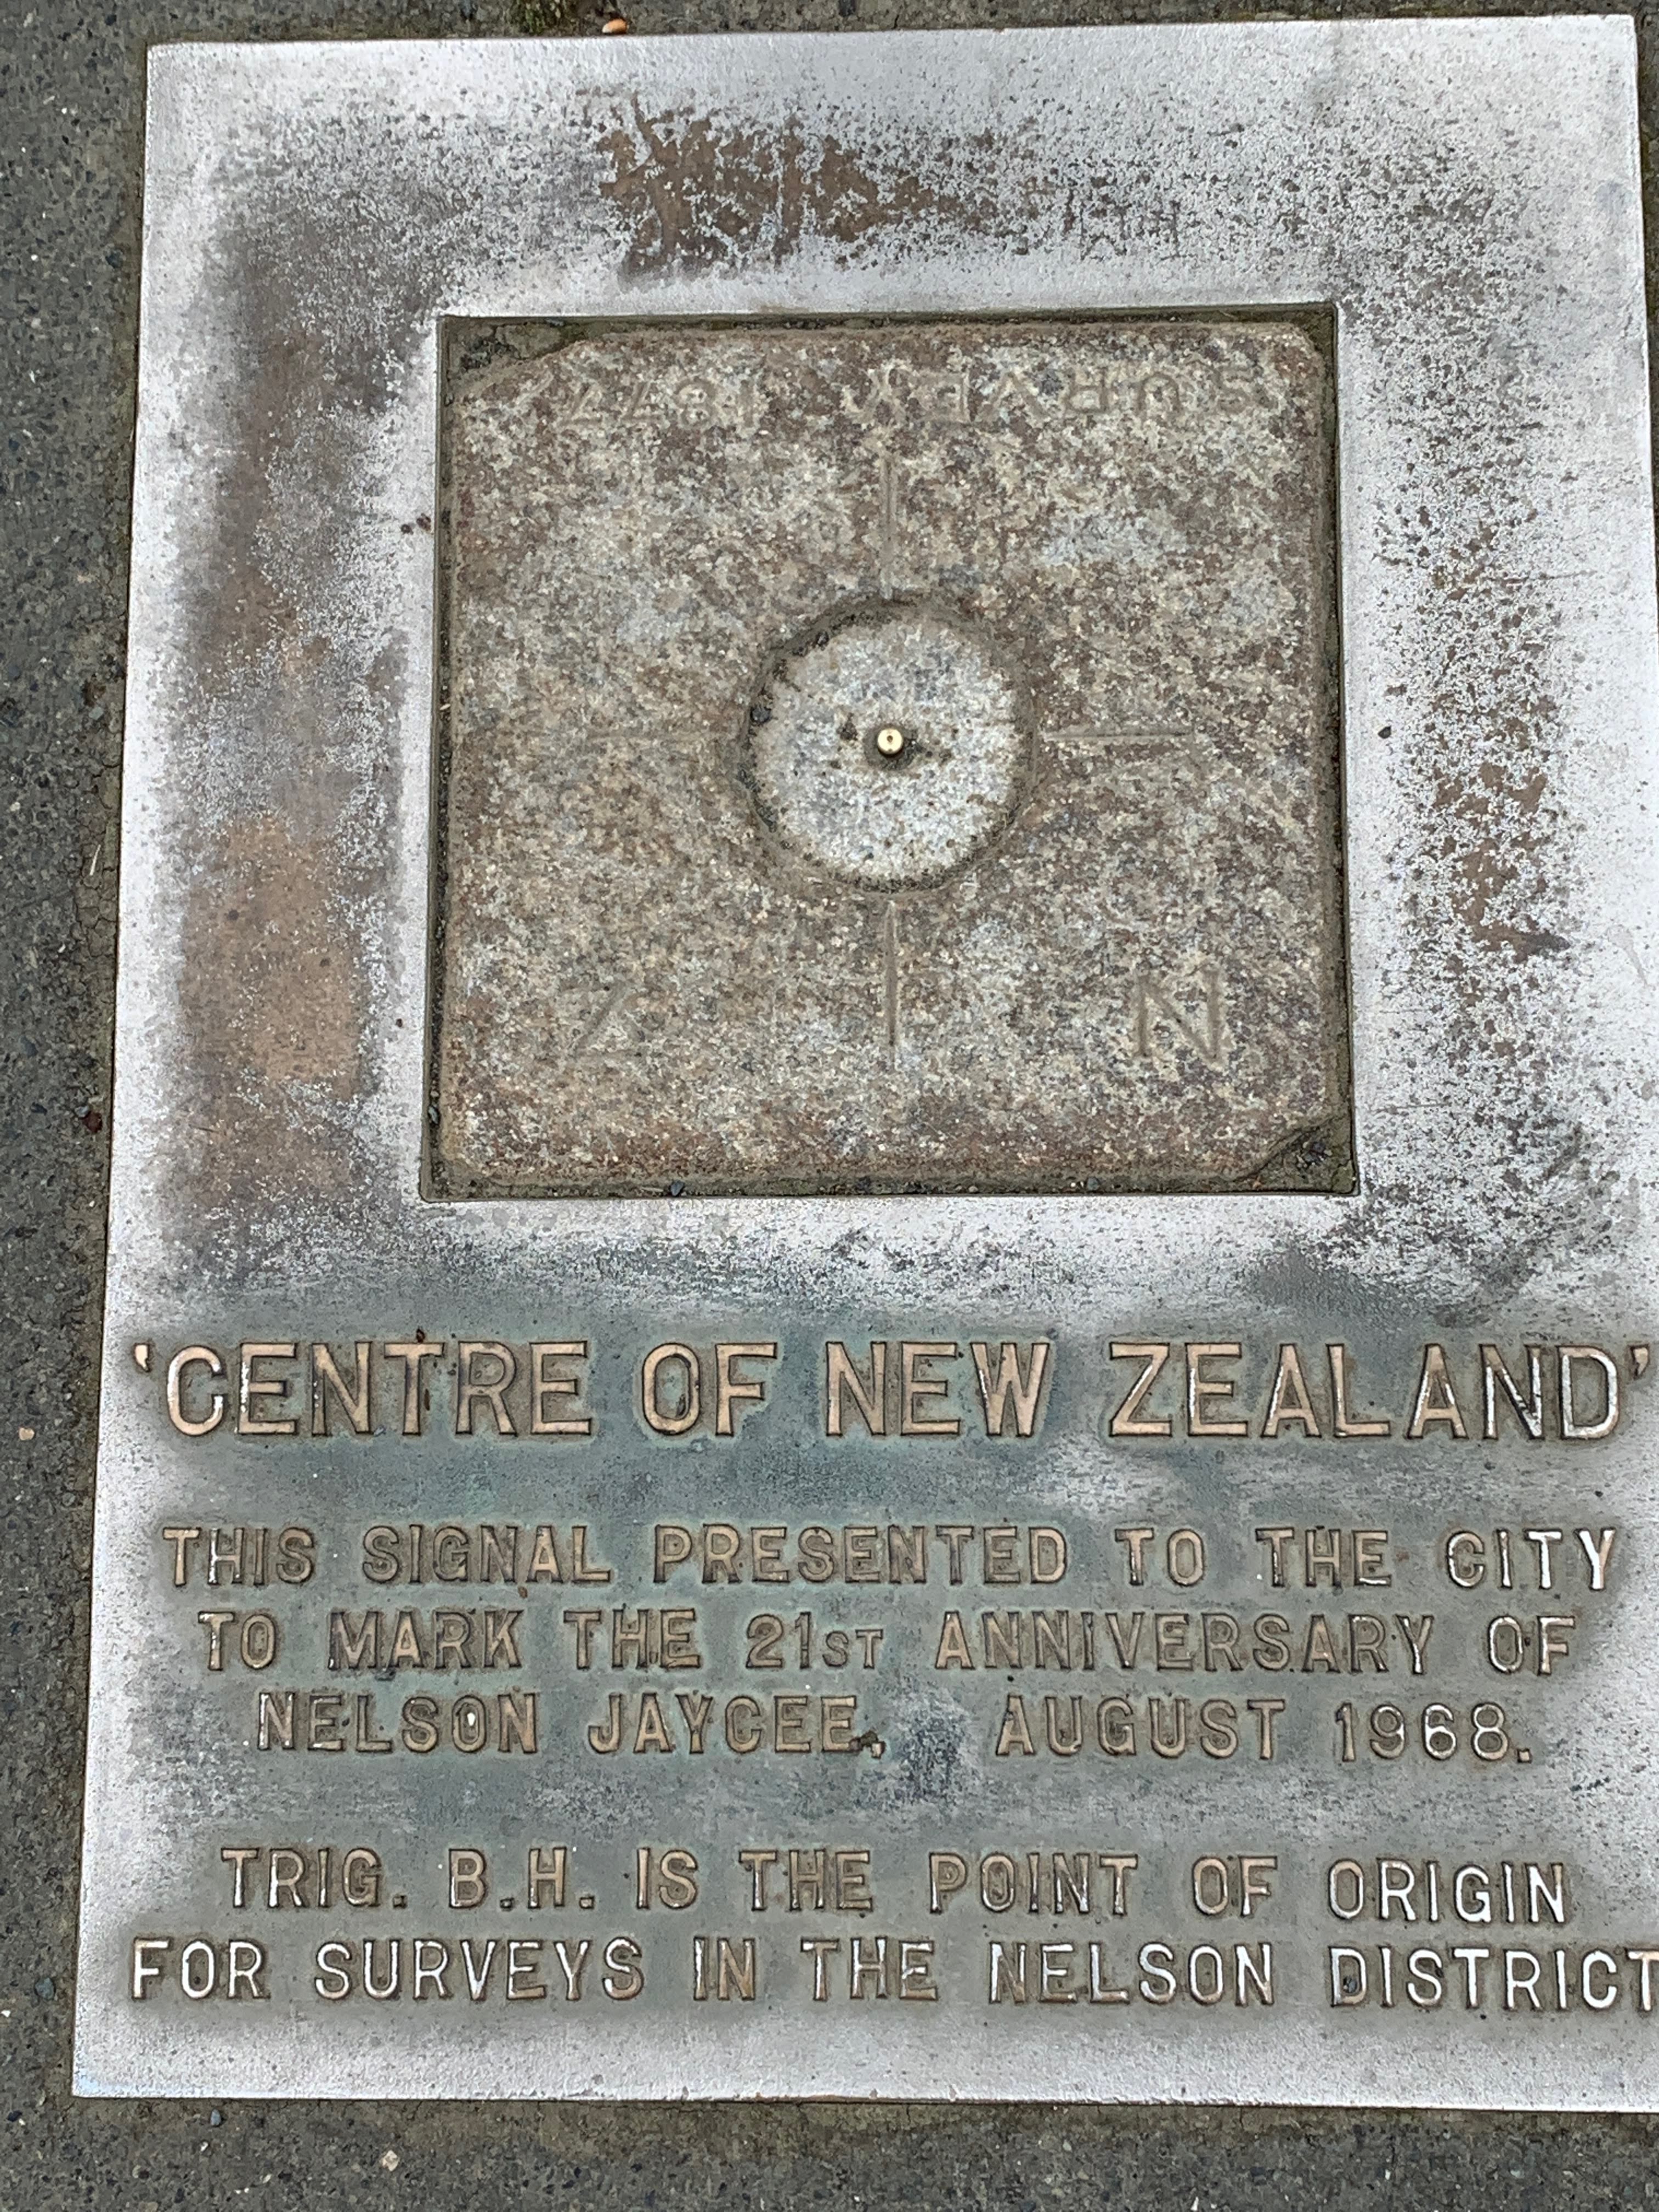 N Z
SURVEY 1877
'CENTRE OF NEW ZEALAND'
THIS SIGNAL PRESENTED TO THE CITY
TO MARK THE 21ST ANNIVERSARY OF
NELSON JAYCEE. AUGUST 1968.
TRIG. B.H. IS THE POINT OF ORIGIN
FOR SURVEYS IN THE NELSON DISTRICT